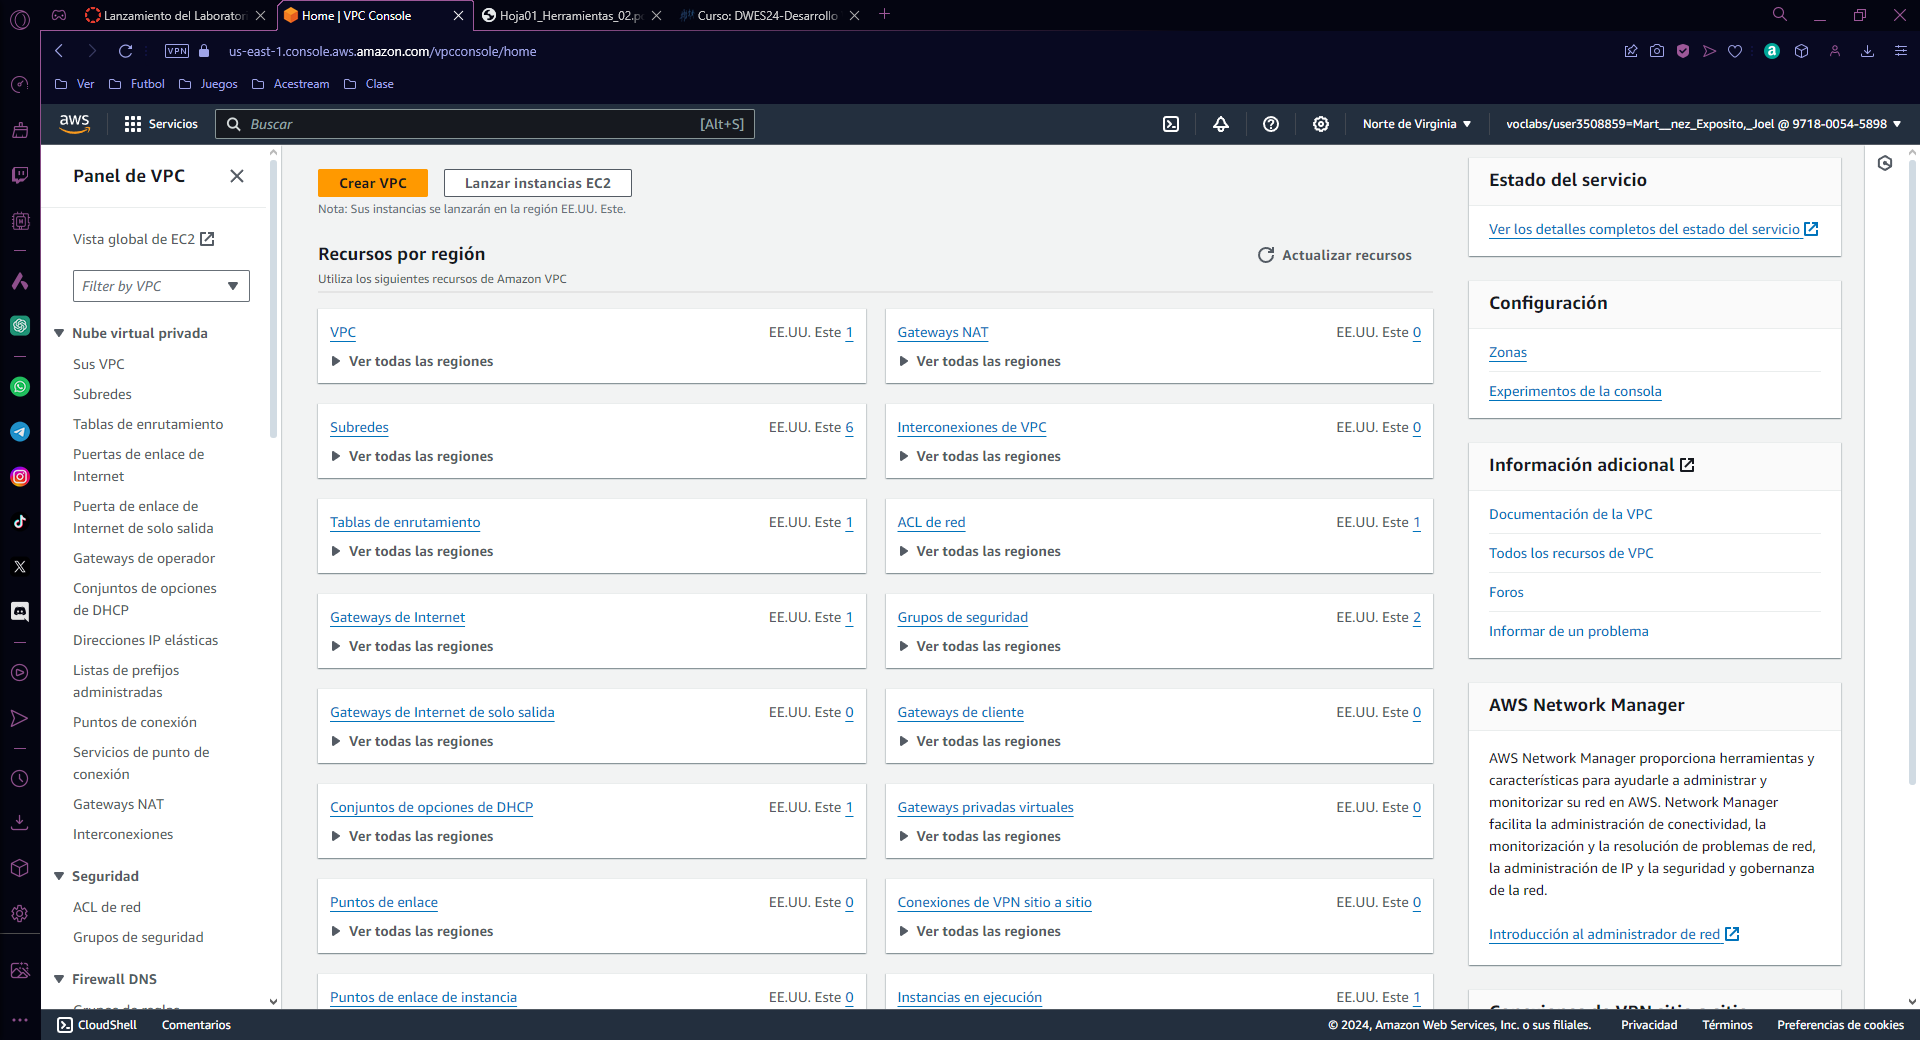 Lanzamiento del Laboratori
Home | VPC Console
Hoja01_Herramientas_02.p
Curso: DWES24-Desarrollo
VPN
us-east-1.console.aws.amazon.com/vpcconsole/home
Ver
Futbol
Juegos
Acestream
Clase
aws
Servicios
Buscar
[Alt+S]
Norte de Virginia
voclabs/user3508859=Mart__nez_Exposito,_Joel @ 9718-0054-5898
Panel de VPC
Vista global de EC2
Filter by VPC
Nube virtual privada
Sus VPC
Subredes
Tablas de enrutamiento
Puertas de enlace de
Internet
Puerta de enlace de
Internet de solo salida
Gateways de operador
Conjuntos de opciones
de DHCP
Direcciones IP elásticas
Listas de prefijos
administradas
Puntos de conexión
Servicios de punto de
conexión
Gateways NAT
Interconexiones
Seguridad
ACL de red
Grupos de seguridad
Firewall DNS
Crear VPC
Lanzar instancias EC2
Nota: Sus instancias se lanzarán en la región EE.UU. Este.
Recursos por región
Actualizar recursos
Utiliza los siguientes recursos de Amazon VPC
VPC EE.UU. Este 1
Ver todas las regiones
Gateways NAT EE.UU. Este 0
Ver todas las regiones
Subredes EE.UU. Este 6
Ver todas las regiones
Interconexiones de VPC EE.UU. Este 0
Ver todas las regiones
Tablas de enrutamiento EE.UU. Este 1
Ver todas las regiones
ACL de red EE.UU. Este 1
Ver todas las regiones
Gateways de Internet EE.UU. Este 1
Ver todas las regiones
Grupos de seguridad EE.UU. Este 2
Ver todas las regiones
Gateways de Internet de solo salida EE.UU. Este 0
Ver todas las regiones
Gateways de cliente EE.UU. Este 0
Ver todas las regiones
Conjuntos de opciones de DHCP EE.UU. Este 1
Ver todas las regiones
Gateways privadas virtuales EE.UU. Este 0
Ver todas las regiones
Puntos de enlace EE.UU. Este 0
Ver todas las regiones
Conexiones de VPN sitio a sitio EE.UU. Este 0
Ver todas las regiones
Puntos de enlace de instancia EE.UU. Este 0
Instancias en ejecución EE.UU. Este 1
Estado del servicio
Ver los detalles completos del estado del servicio
Configuración
Zonas
Experimentos de la consola
Información adicional
Documentación de la VPC
Todos los recursos de VPC
Foros
Informar de un problema
AWS Network Manager
AWS Network Manager proporciona herramientas y
características para ayudarle a administrar y
monitorizar su red en AWS. Network Manager
facilita la administración de conectividad, la
monitorización y la resolución de problemas de red,
la administración de IP y la seguridad y gobernanza
de la red.
Introducción al administrador de red
CloudShell
Comentarios
© 2024, Amazon Web Services, Inc. o sus filiales.
Privacidad
Términos
Preferencias de cookies